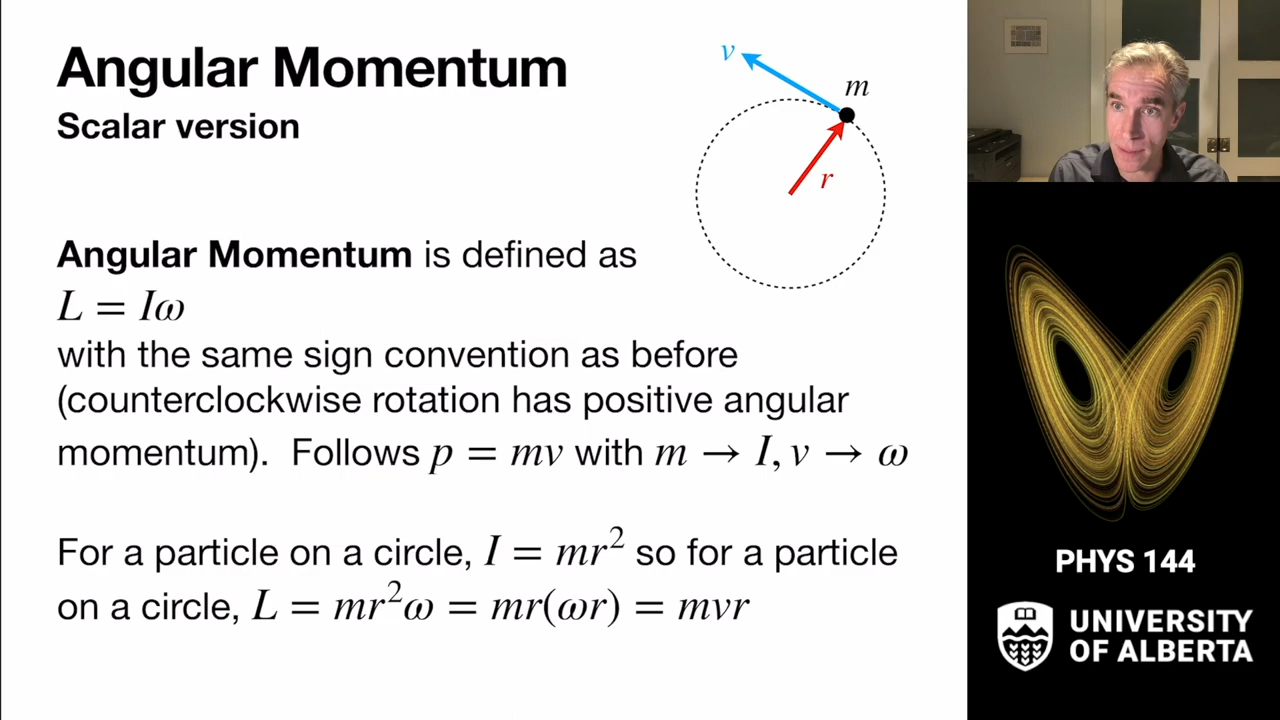 Angular Momentum
Scalar version
v
m
r
Angular Momentum is defined as
L = Iω
with the same sign convention as before
(counterclockwise rotation has positive angular
momentum). Follows p = mv with m → I, v → ω
For a particle on a circle, I = mr² so for a particle
on a circle, L = mr²ω = mr(ωr) = mvr
PHYS 144
UNIVERSITY
OF ALBERTA